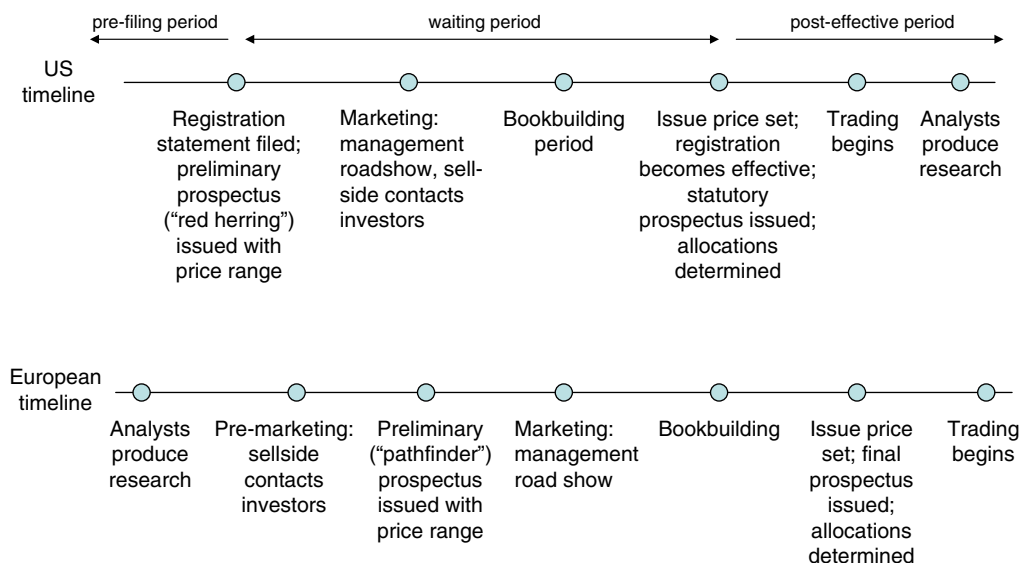 pre-filing period
waiting period
post-effective period
US
timeline
Registration
statement filed;
preliminary
prospectus
(“red herring”)
issued with
price range
Marketing:
management
roadshow, sell-
side contacts
investors
Bookbuilding
period
Issue price set;
registration
becomes effective;
statutory
prospectus issued;
allocations
determined
Trading
begins
Analysts
produce
research
European
timeline
Analysts
produce
research
Pre-marketing:
sellside
contacts
investors
Preliminary
(“pathfinder”)
prospectus
issued with
price range
Marketing:
management
road show
Bookbuilding
Issue price
set; final
prospectus
issued;
allocations
determined
Trading
begins